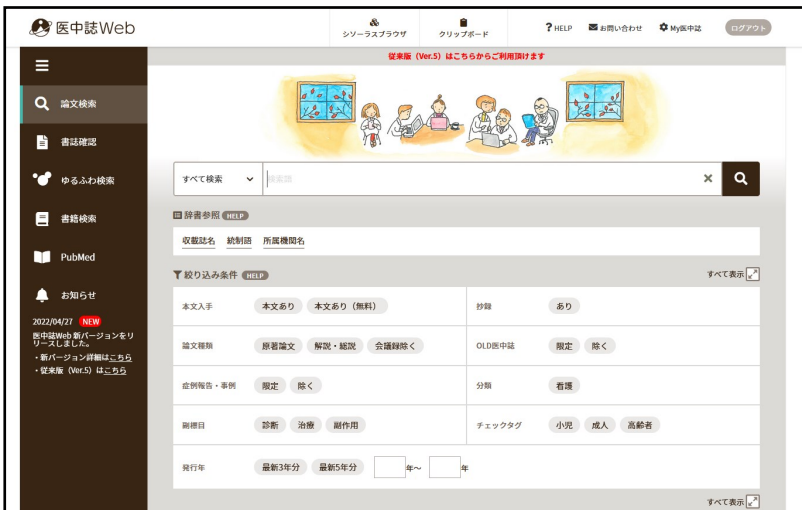 医中誌Web
シソーラスブラウザ
クリップボード
? HELP
お問い合わせ
My医中誌
ログアウト
従来版（Ver.5）はこちらからご利用頂けます
論文検索
書誌確認
ゆるふわ検索
書籍検索
PubMed
お知らせ
2022/04/27 NEW
医中誌Web 新バージョンをリ
リースしました。
・新バージョン詳細はこちら
・従来版（Ver.5）はこちら
すべて検索
検索語
辞書参照 HELP
収載誌名 統制語 所属機関名
絞り込み条件 HELP
すべて表示
本文入手 本文あり 本文あり（無料）
抄録 あり
論文種類 原著論文 解説・総説 会議録除く
OLD医中誌 限定 除く
症例報告・事例 限定 除く
分類 看護
副標目 診断 治療 副作用
チェックタグ 小児 成人 高齢者
発行年 最新3年分 最新5年分 年～ 年
すべて表示